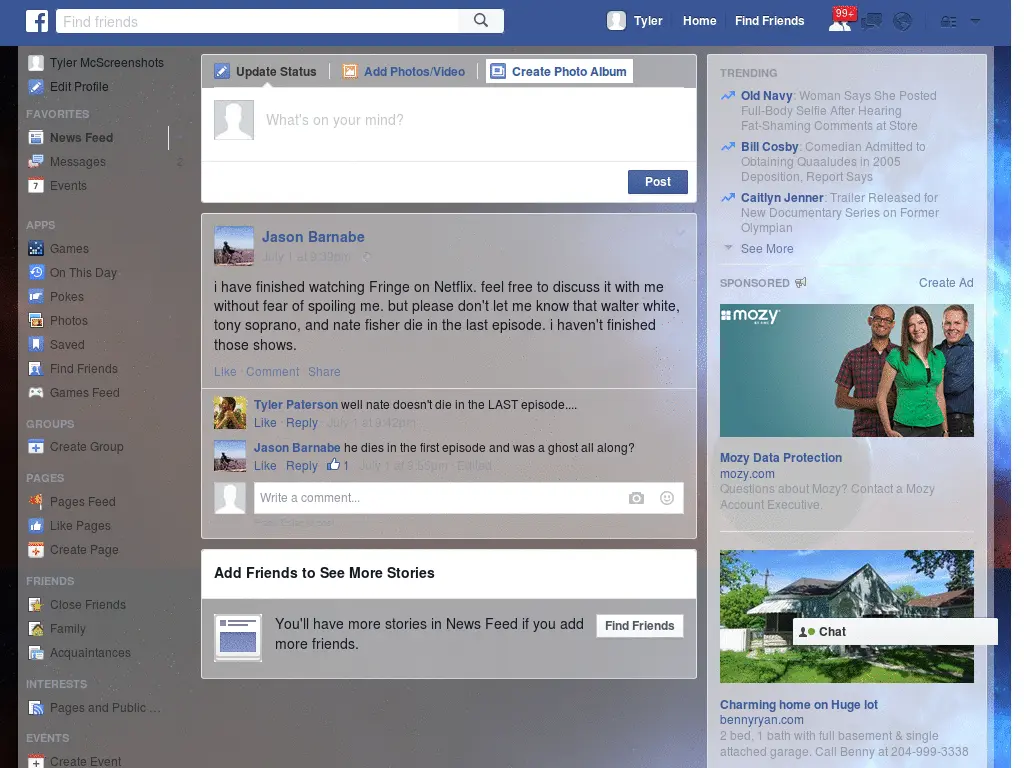 Find friends
Tyler
Home
Find Friends
99+
Tyler McScreenshots
Edit Profile
FAVORITES
News Feed
Messages 2
Events
APPS
Games
On This Day
Pokes
Photos
Saved
Find Friends
Games Feed
GROUPS
Create Group
PAGES
Pages Feed
Like Pages
Create Page
FRIENDS
Close Friends
Family
Acquaintances
INTERESTS
Pages and Public ...
EVENTS
Create Event
Update Status
Add Photos/Video
Create Photo Album
What's on your mind?
Post
Jason Barnabe
July 1 at 9:33pm
i have finished watching Fringe on Netflix. feel free to discuss it with me
without fear of spoiling me. but please don't let me know that walter white,
tony soprano, and nate fisher die in the last episode. i haven't finished
those shows.
Like · Comment · Share
Tyler Paterson well nate doesn't die in the LAST episode....
Like · Reply · July 1 at 9:42pm
Jason Barnabe he dies in the first episode and was a ghost all along?
Like · Reply · 1 · July 1 at 9:55pm · Edited
Write a comment...
Add Friends to See More Stories
You'll have more stories in News Feed if you add
more friends.
Find Friends
TRENDING
Old Navy: Woman Says She Posted
Full-Body Selfie After Hearing
Fat-Shaming Comments at Store
Bill Cosby: Comedian Admitted to
Obtaining Quaaludes in 2005
Deposition, Report Says
Caitlyn Jenner: Trailer Released for
New Documentary Series on Former
Olympian
See More
SPONSORED
Create Ad
mozy
Mozy Data Protection
mozy.com
Questions about Mozy? Contact a Mozy
Account Executive.
Chat
Charming home on Huge lot
bennyryan.com
2 bed, 1 bath with full basement & single
attached garage. Call Benny at 204-999-3338